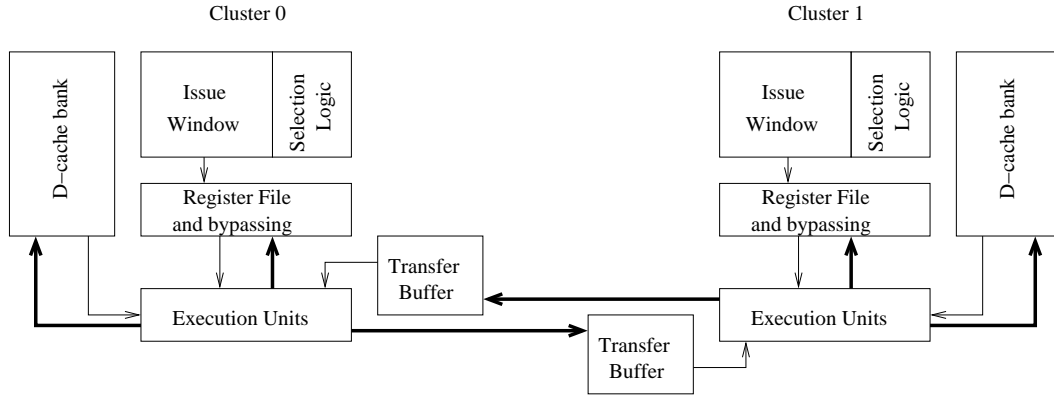 Cluster 0
Cluster 1
D-cache bank
Issue
Window
Selection
Logic
Register File
and bypassing
Execution Units
Transfer
Buffer
Transfer
Buffer
Issue
Window
Selection
Logic
Register File
and bypassing
Execution Units
D-cache bank